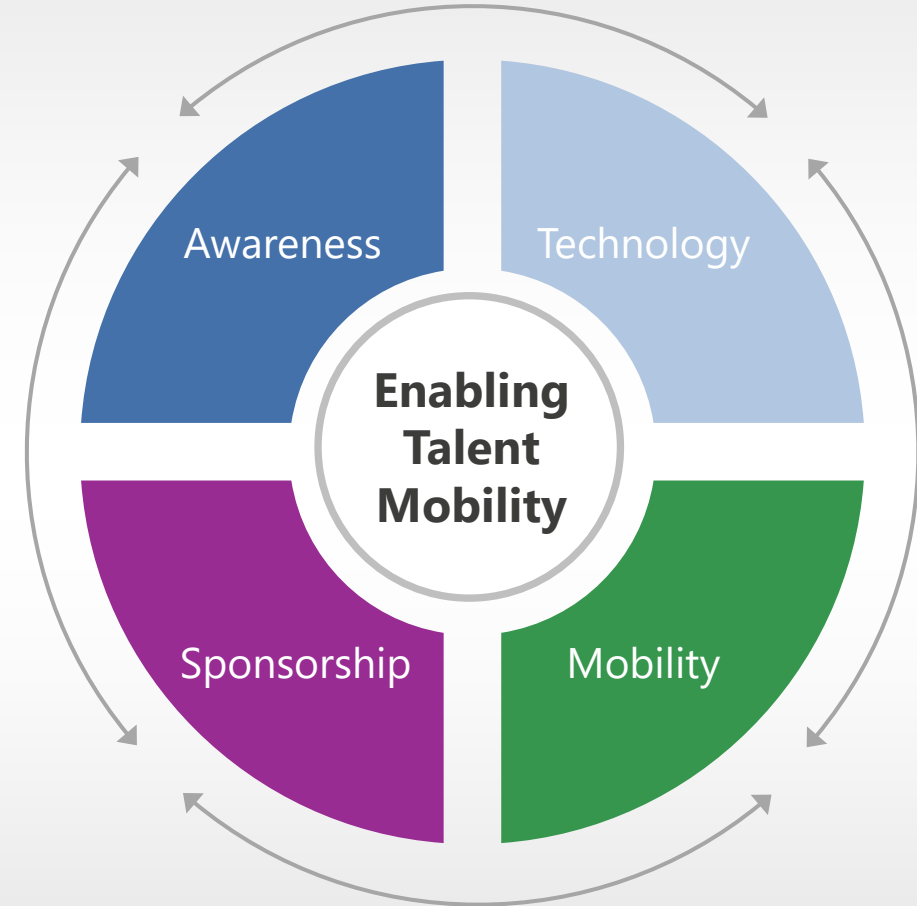 Awareness
Technology
Enabling
Talent
Mobility
Sponsorship
Mobility